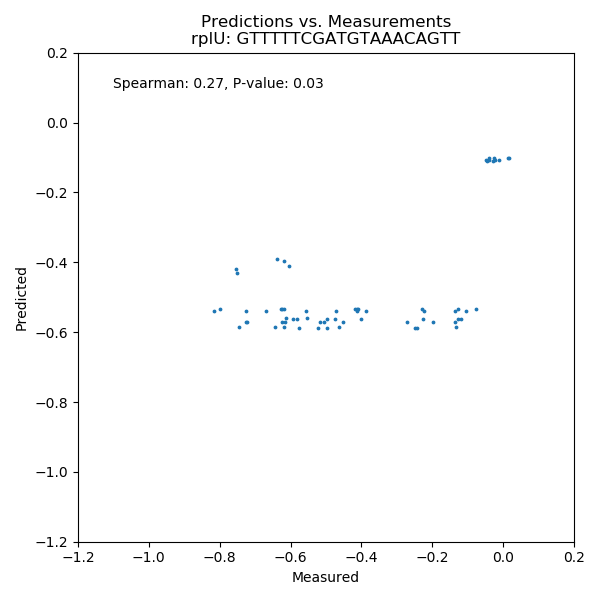 Predictions vs. Measurements
rplU: GTTTTTCGATGTAAACAGTT
Spearman: 0.27, P-value: 0.03
0.2
0.0
−0.2
−0.4
−0.6
−0.8
−1.0
−1.2
Predicted
−1.2 −1.0 −0.8 −0.6 −0.4 −0.2 0.0 0.2
Measured